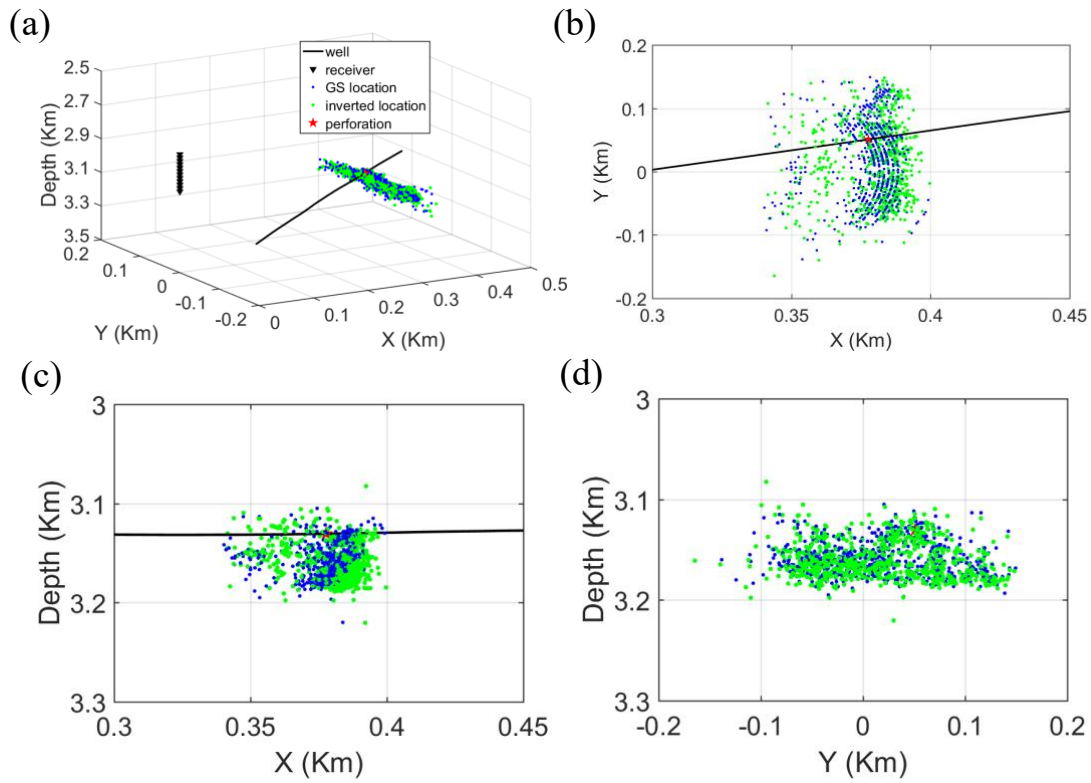 (a)
well
receiver
GS location
inverted location
perforation
2.5
2.7
2.9
3.1
3.3
3.5
Depth (Km)
0.2
0.1
0
-0.1
-0.2
Y (Km)
0
0.1
0.2
0.3
0.4
0.5
X (Km)
(b)
0.2
0.1
0
-0.1
-0.2
Y (Km)
0.3
0.35
0.4
0.45
X (Km)
(c)
3
3.1
3.2
3.3
Depth (Km)
0.3
0.35
0.4
0.45
X (Km)
(d)
3
3.1
3.2
3.3
Depth (Km)
-0.2
-0.1
0
0.1
0.2
Y (Km)